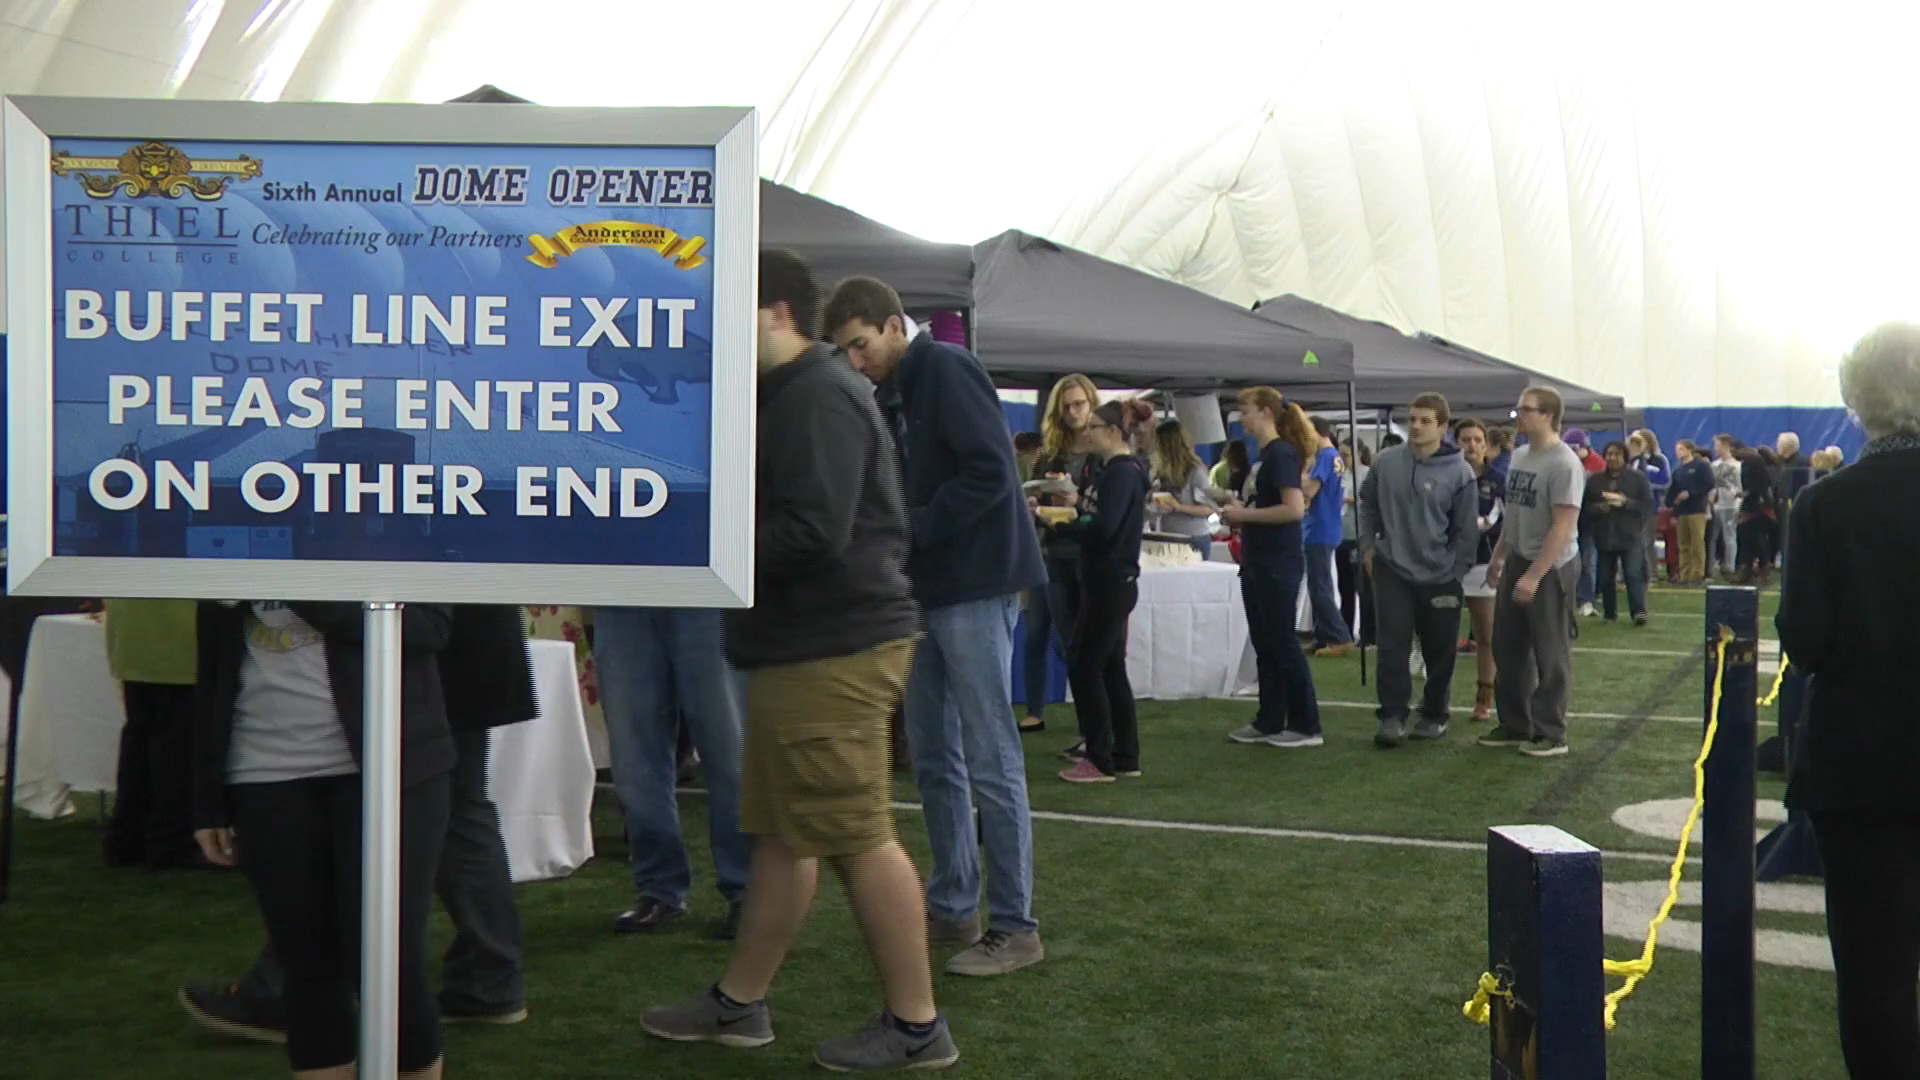 Sixth Annual DOME OPENER
THIEL
COLLEGE
Celebrating our Partners
Anderson
COACH & TRAVEL
BUFFET LINE EXIT
PLEASE ENTER
ON OTHER END
DOME